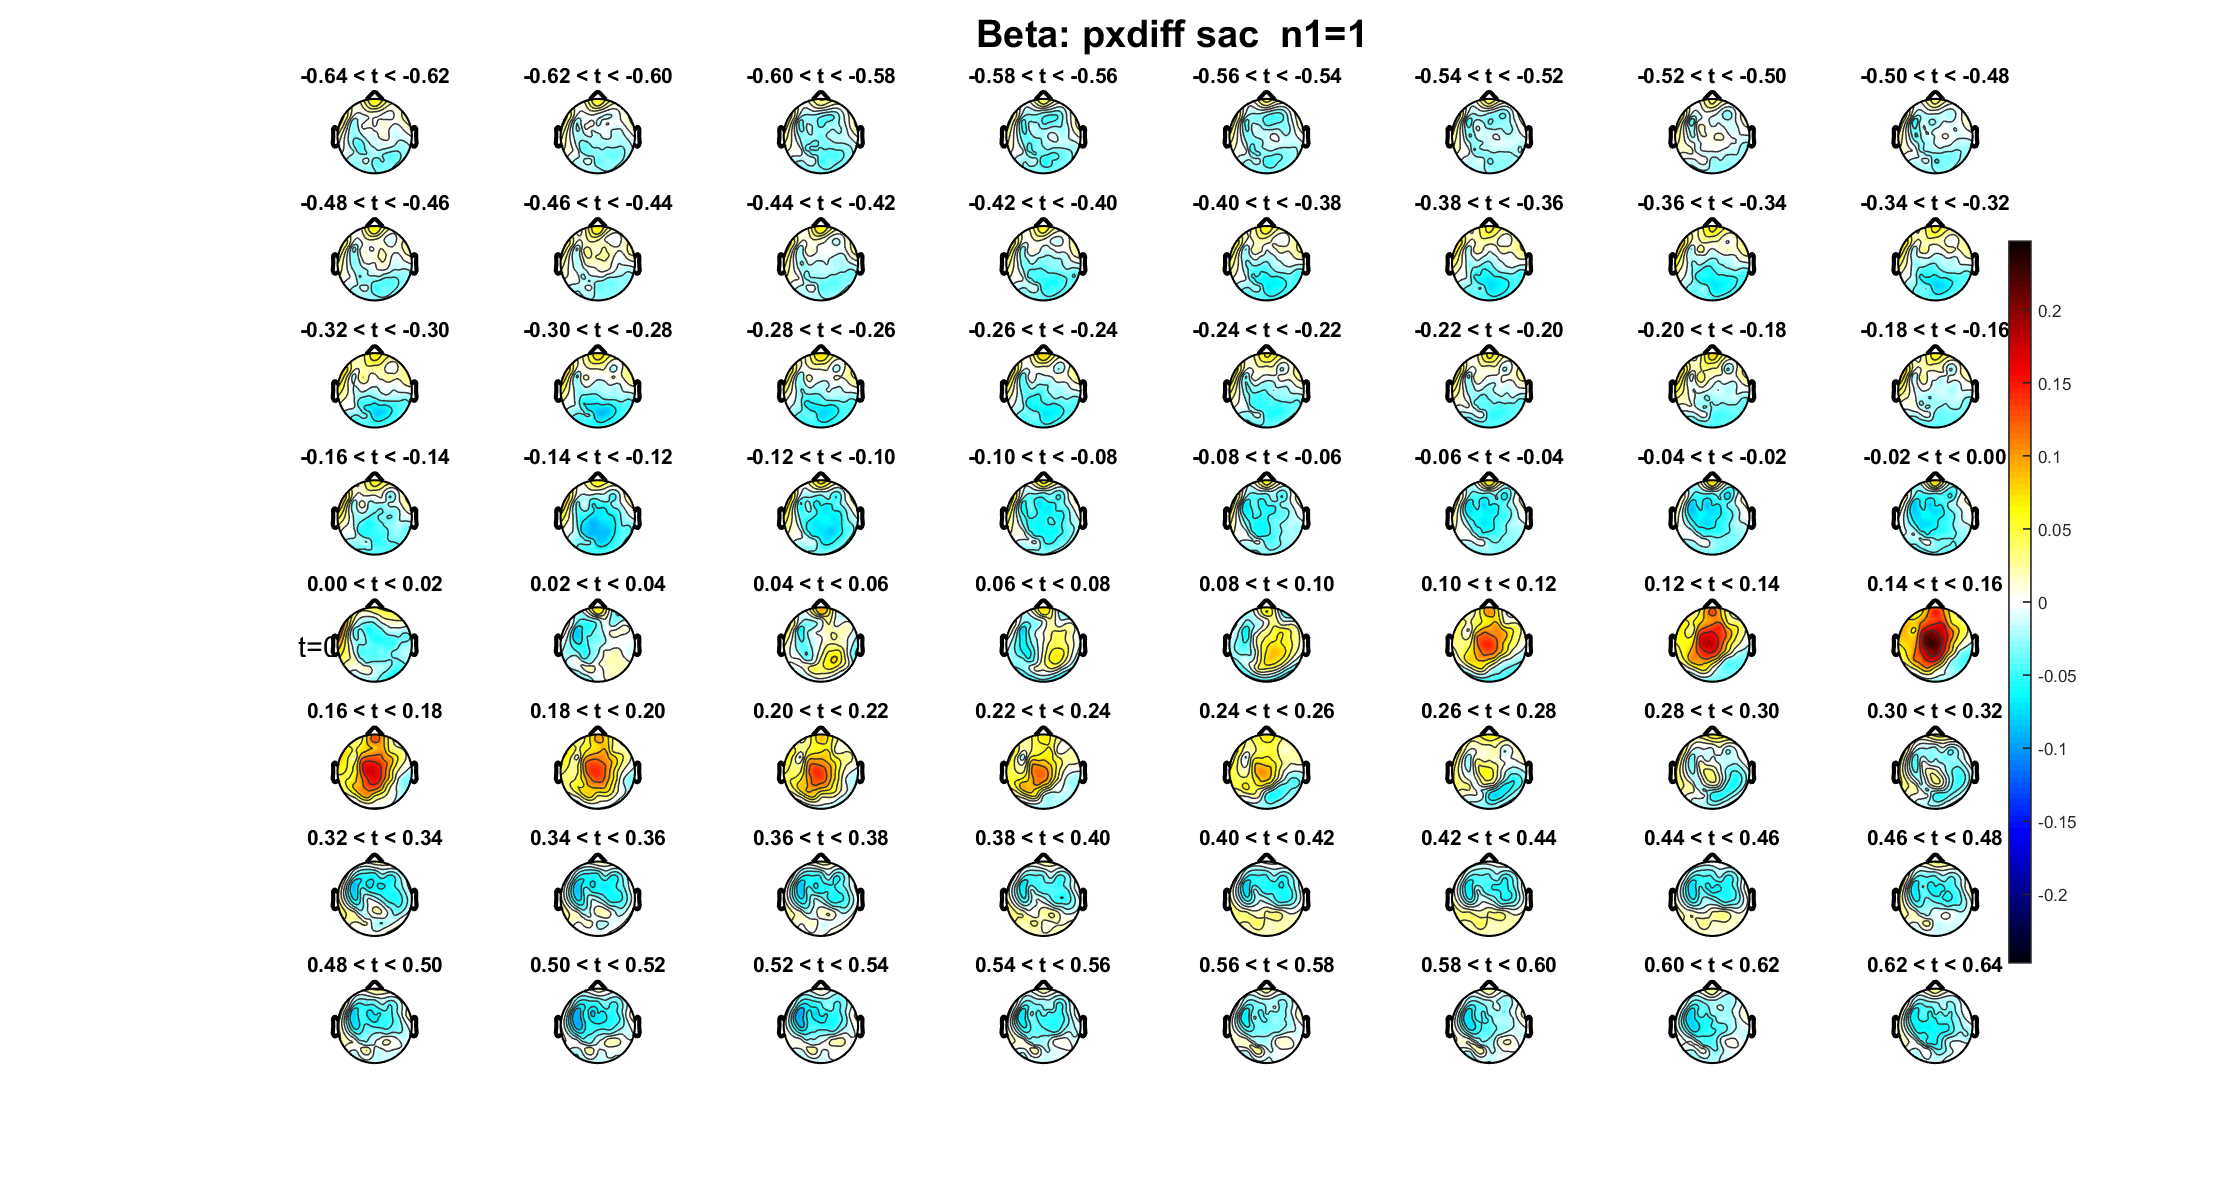 Beta: pxdiff sac  n1=1
-0.64 < t < -0.62 -0.62 < t < -0.60 -0.60 < t < -0.58 -0.58 < t < -0.56 -0.56 < t < -0.54 -0.54 < t < -0.52 -0.52 < t < -0.50 -0.50 < t < -0.48
-0.48 < t < -0.46 -0.46 < t < -0.44 -0.44 < t < -0.42 -0.42 < t < -0.40 -0.40 < t < -0.38 -0.38 < t < -0.36 -0.36 < t < -0.34 -0.34 < t < -0.32
-0.32 < t < -0.30 -0.30 < t < -0.28 -0.28 < t < -0.26 -0.26 < t < -0.24 -0.24 < t < -0.22 -0.22 < t < -0.20 -0.20 < t < -0.18 -0.18 < t < -0.16
-0.16 < t < -0.14 -0.14 < t < -0.12 -0.12 < t < -0.10 -0.10 < t < -0.08 -0.08 < t < -0.06 -0.06 < t < -0.04 -0.04 < t < -0.02 -0.02 < t < 0.00
0.00 < t < 0.02 0.02 < t < 0.04 0.04 < t < 0.06 0.06 < t < 0.08 0.08 < t < 0.10 0.10 < t < 0.12 0.12 < t < 0.14 0.14 < t < 0.16
t=0
0.16 < t < 0.18 0.18 < t < 0.20 0.20 < t < 0.22 0.22 < t < 0.24 0.24 < t < 0.26 0.26 < t < 0.28 0.28 < t < 0.30 0.30 < t < 0.32
0.32 < t < 0.34 0.34 < t < 0.36 0.36 < t < 0.38 0.38 < t < 0.40 0.40 < t < 0.42 0.42 < t < 0.44 0.44 < t < 0.46 0.46 < t < 0.48
0.48 < t < 0.50 0.50 < t < 0.52 0.52 < t < 0.54 0.54 < t < 0.56 0.56 < t < 0.58 0.58 < t < 0.60 0.60 < t < 0.62 0.62 < t < 0.64
0.2
0.15
0.1
0.05
0
-0.05
-0.1
-0.15
-0.2